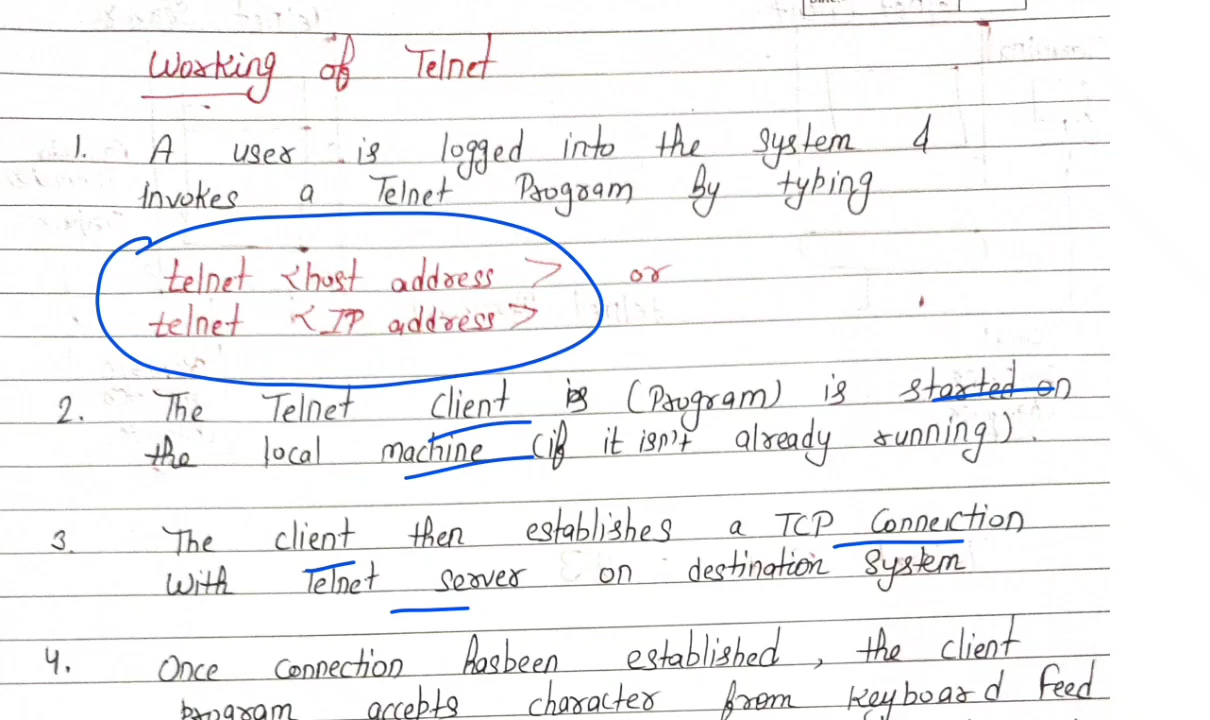 Working of Telnet
1. A user is logged into the system &
Invokes a Telnet Program by typing
telnet <host address > or
telnet <IP address>
2. The Telnet client is (Program) is started on
the local machine (if it isn't already running).
3. The client then establishes a TCP Connection
With Telnet server on destination System
4. Once Connection hasbeen established, the client
program accepts character from Keyboard feed